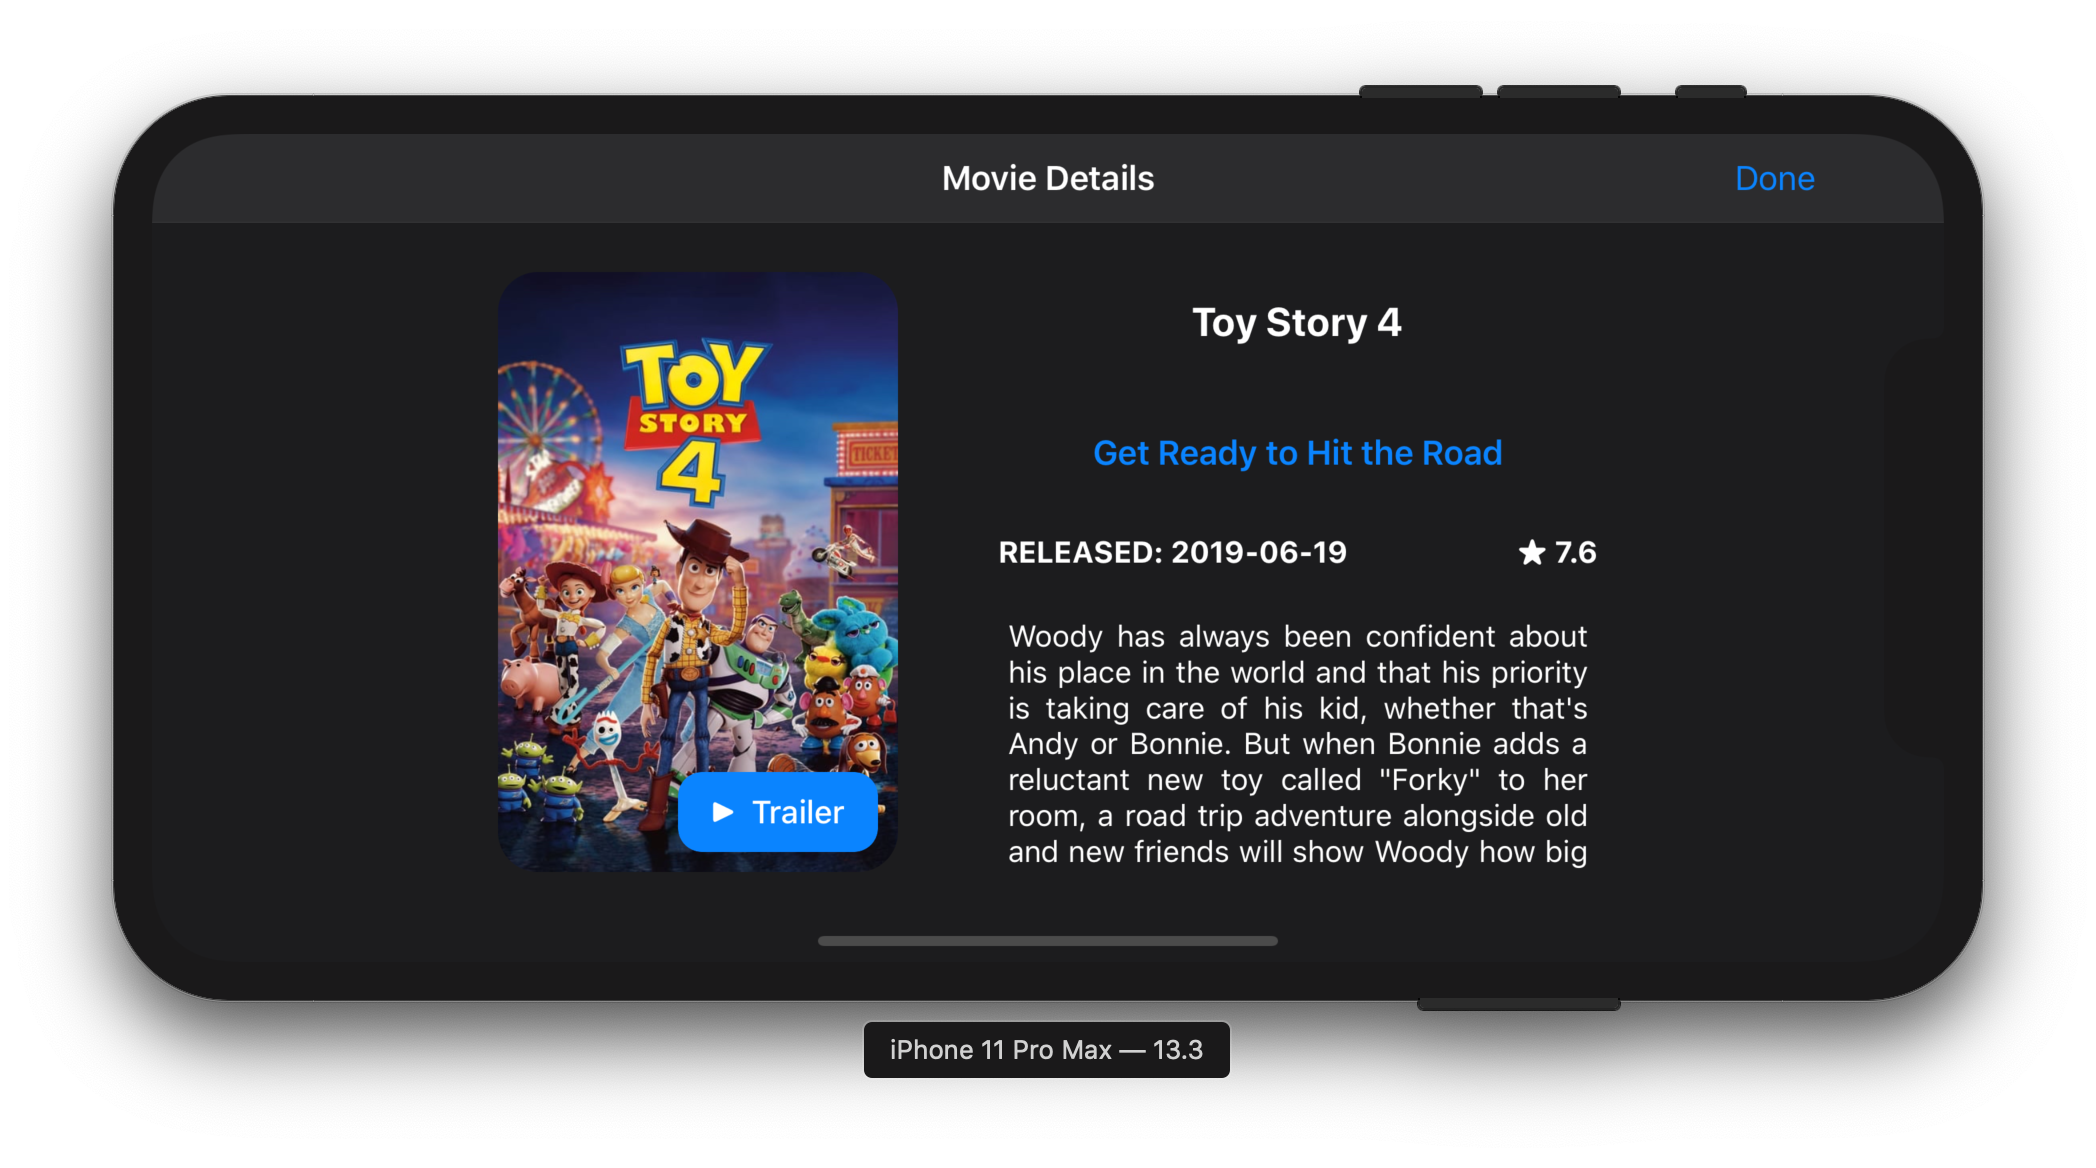 Movie Details
Done
TOY
STORY
4
TICKET
Trailer
Toy Story 4
Get Ready to Hit the Road
RELEASED: 2019-06-19
★ 7.6
Woody has always been confident about
his place in the world and that his priority
is taking care of his kid, whether that's
Andy or Bonnie. But when Bonnie adds a
reluctant new toy called "Forky" to her
room, a road trip adventure alongside old
and new friends will show Woody how big
iPhone 11 Pro Max — 13.3